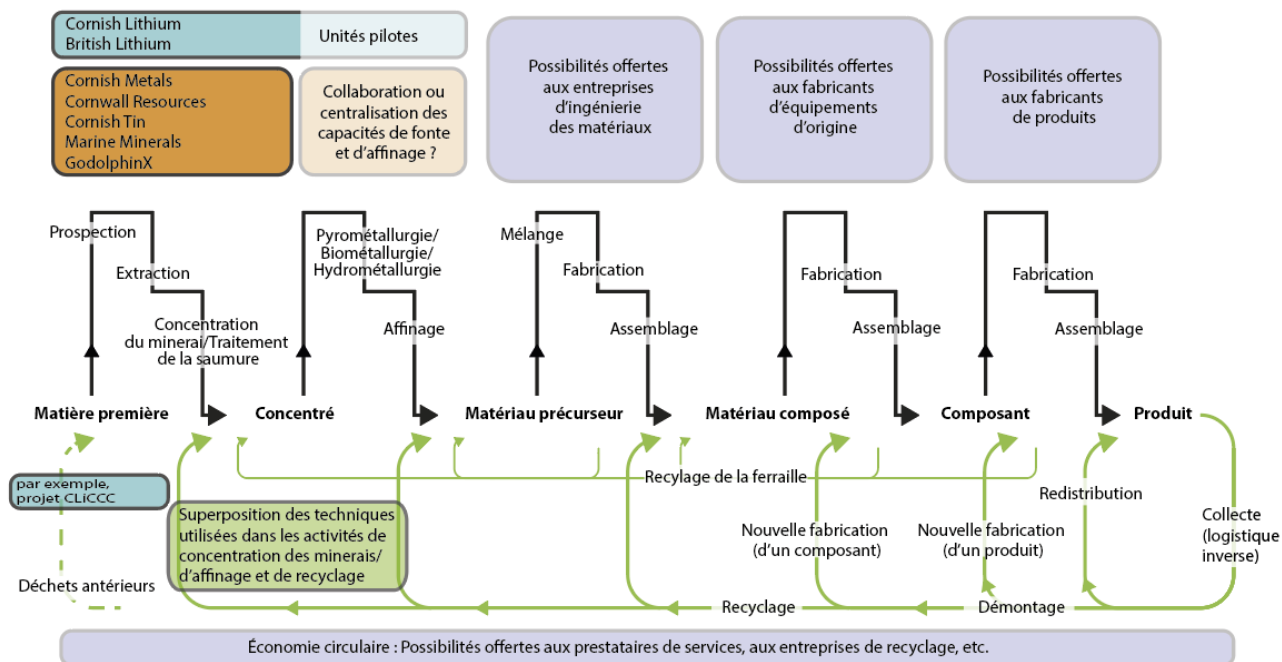 Cornish Lithium
British Lithium
Unités pilotes
Cornish Metals
Cornwall Resources
Cornish Tin
Marine Minerals
GodolphinX
Collaboration ou
centralisation des
capacités de fonte
et d’affinage ?
Possibilités offertes
aux entreprises
d’ingénierie
des matériaux
Possibilités offertes
aux fabricants
d’équipements
d’origine
Possibilités offertes
aux fabricants
de produits
Prospection
Extraction
Concentration
du minerai/Traitement
de la saumure
Pyrométallurgie/
Biométallurgie/
Hydrométallurgie
Affinage
Mélange
Fabrication
Assemblage
Fabrication
Assemblage
Fabrication
Assemblage
Matière première
Concentré
Matériau précurseur
Matériau composé
Composant
Produit
par exemple,
projet CLiCCC
Déchets antérieurs
Superposition des techniques
utilisées dans les activités de
concentration des minerais/
d’affinage et de recyclage
Recylage de la ferraille
Nouvelle fabrication
(d’un composant)
Nouvelle fabrication
(d’un produit)
Redistribution
Collecte
(logistique
inverse)
Recyclage
Démontage
Économie circulaire : Possibilités offertes aux prestataires de services, aux entreprises de recyclage, etc.